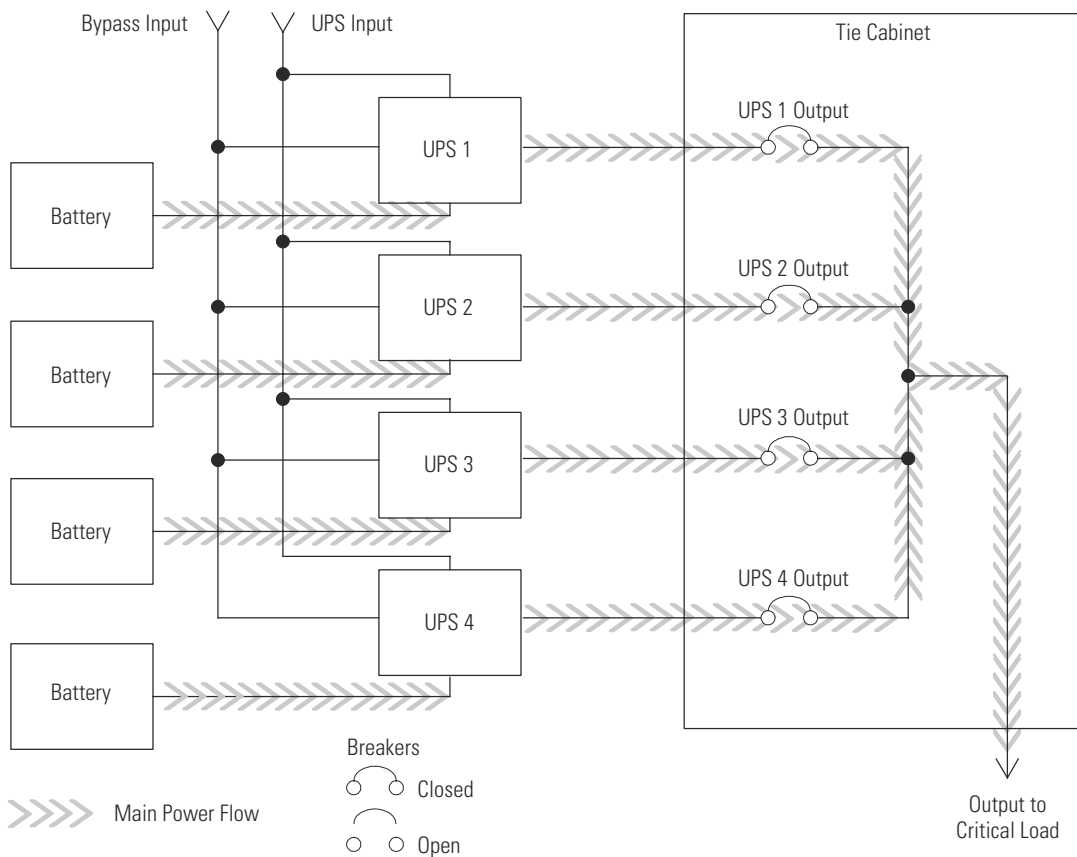 Bypass Input
UPS Input
Tie Cabinet
UPS 1
UPS 1 Output
Battery
UPS 2
UPS 2 Output
Battery
UPS 3
UPS 3 Output
Battery
UPS 4
UPS 4 Output
Battery
Breakers
Closed
Open
Main Power Flow
Output to
Critical Load